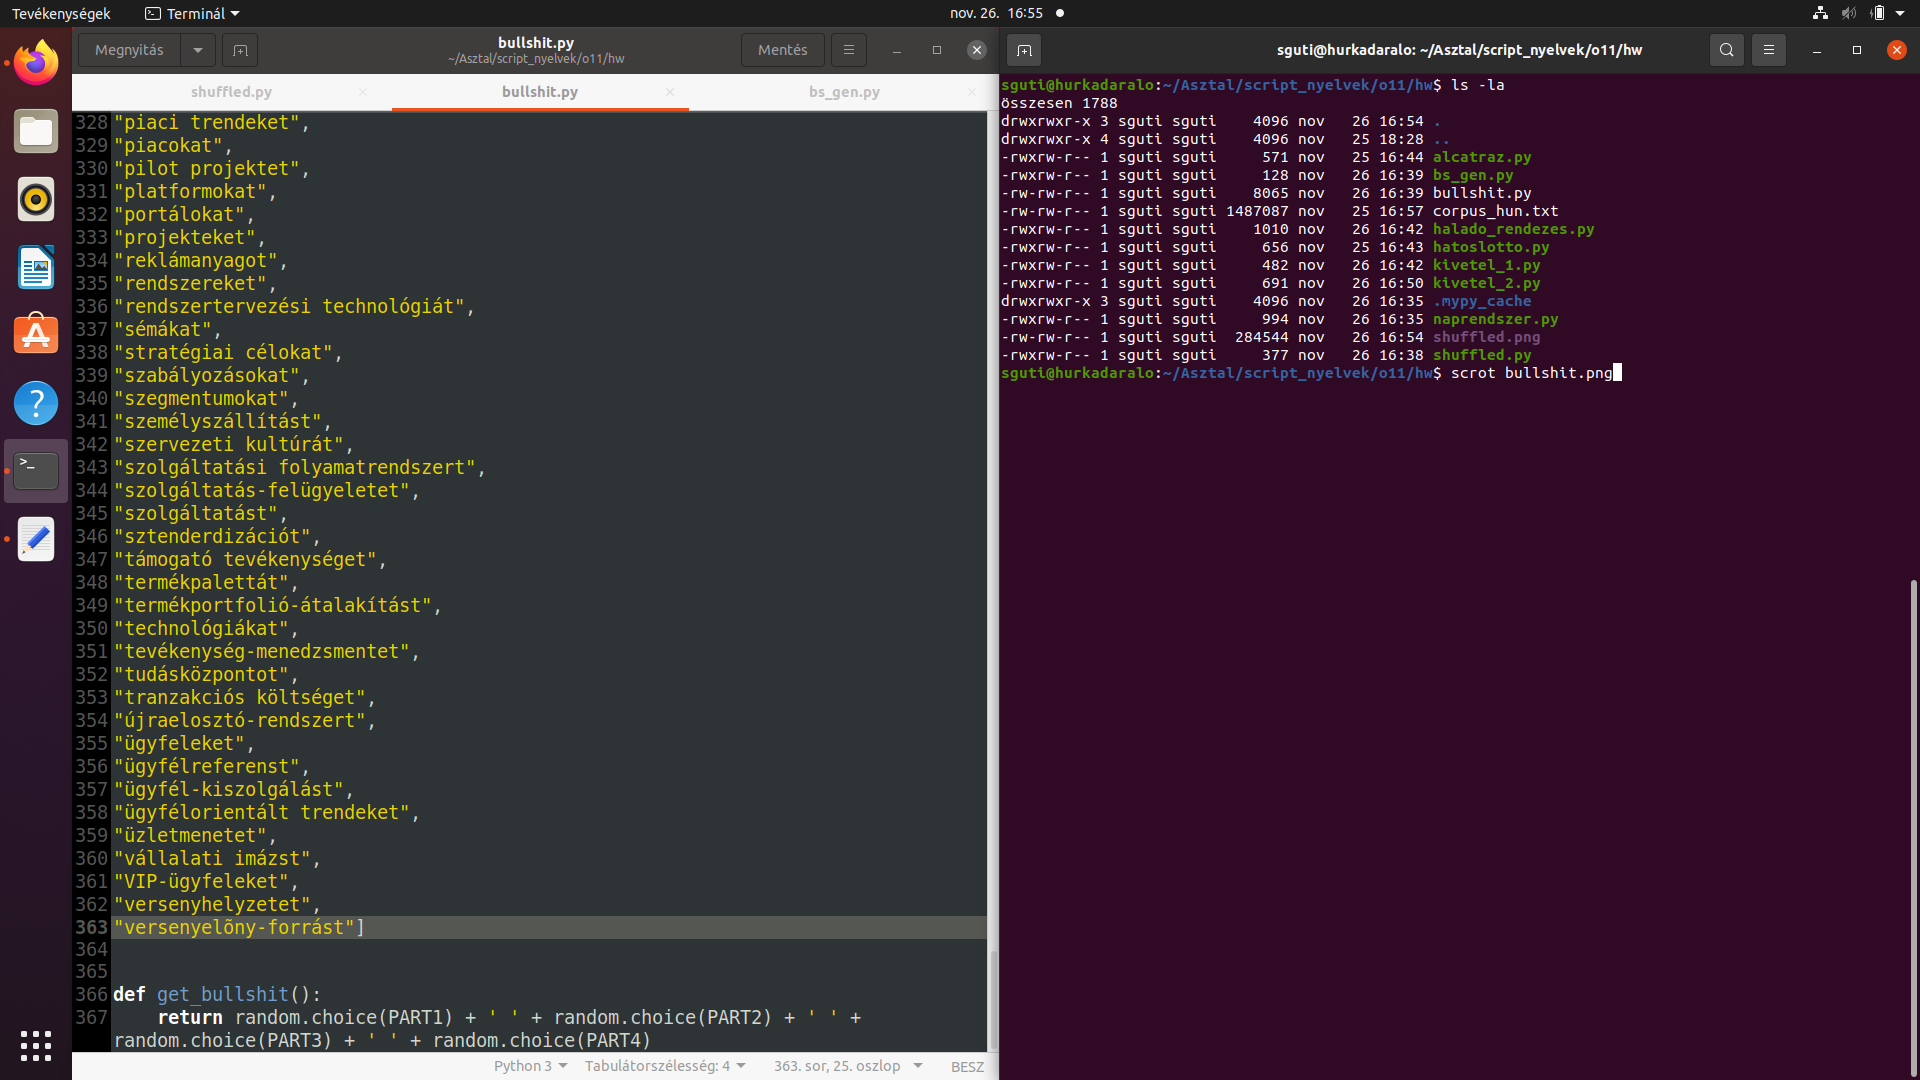 Tevékenységek
Terminál
nov. 26. 16:55
Megnyitás
bullshit.py
~/Asztal/script_nyelvek/o11/hw
Mentés
shuffled.py
bullshit.py
bs_gen.py
328 "piaci trendeket",
329 "piacokat",
330 "pilot projektet",
331 "platformokat",
332 "portálokat",
333 "projekteket",
334 "reklámanyagot",
335 "rendszereket",
336 "rendszertervezési technológiát",
337 "sémákat",
338 "stratégiai célokat",
339 "szabályozásokat",
340 "szegmentumokat",
341 "személyszállítást",
342 "szervezeti kultúrát",
343 "szolgáltatási folyamatrendszert",
344 "szolgáltatás-felügyeletet",
345 "szolgáltatást",
346 "sztenderdizációt",
347 "támogató tevékenységet",
348 "termékpalettát",
349 "termékportfolió-átalakítást",
350 "technológiákat",
351 "tevékenység-menedzsmentet",
352 "tudásközpontot",
353 "tranzakciós költséget",
354 "újraelosztó-rendszert",
355 "ügyfeleket",
356 "ügyfélreferenst",
357 "ügyfél-kiszolgálást",
358 "ügyfélorientált trendeket",
359 "üzletmenetet",
360 "vállalati imázst",
361 "VIP-ügyfeleket",
362 "versenyhelyzetet",
363 "versenyelõny-forrást"]
364
365
366 def get_bullshit():
367     return random.choice(PART1) + ' ' + random.choice(PART2) + ' ' +
random.choice(PART3) + ' ' + random.choice(PART4)
Python 3
Tabulátorszélesség: 4
363. sor, 25. oszlop
BESZ
sguti@hurkadaralo: ~/Asztal/script_nyelvek/o11/hw
sguti@hurkadaralo:~/Asztal/script_nyelvek/o11/hw$ ls -la
összesen 1788
drwxrwxr-x 3 sguti sguti    4096 nov   26 16:54 .
drwxrwxr-x 4 sguti sguti    4096 nov   25 18:28 ..
-rwxrw-r-- 1 sguti sguti     571 nov   25 16:44 alcatraz.py
-rwxrw-r-- 1 sguti sguti     128 nov   26 16:39 bs_gen.py
-rw-rw-r-- 1 sguti sguti    8065 nov   26 16:39 bullshit.py
-rw-rw-r-- 1 sguti sguti 1487087 nov   25 16:57 corpus_hun.txt
-rwxrw-r-- 1 sguti sguti    1010 nov   26 16:42 halado_rendezes.py
-rwxrw-r-- 1 sguti sguti     656 nov   25 16:43 hatoslotto.py
-rwxrw-r-- 1 sguti sguti     482 nov   26 16:42 kivetel_1.py
-rwxrw-r-- 1 sguti sguti     691 nov   26 16:50 kivetel_2.py
drwxrwxr-x 3 sguti sguti    4096 nov   26 16:35 .mypy_cache
-rwxrw-r-- 1 sguti sguti     994 nov   26 16:35 naprendszer.py
-rw-rw-r-- 1 sguti sguti  284544 nov   26 16:54 shuffled.png
-rwxrw-r-- 1 sguti sguti     377 nov   26 16:38 shuffled.py
sguti@hurkadaralo:~/Asztal/script_nyelvek/o11/hw$ scrot bullshit.png